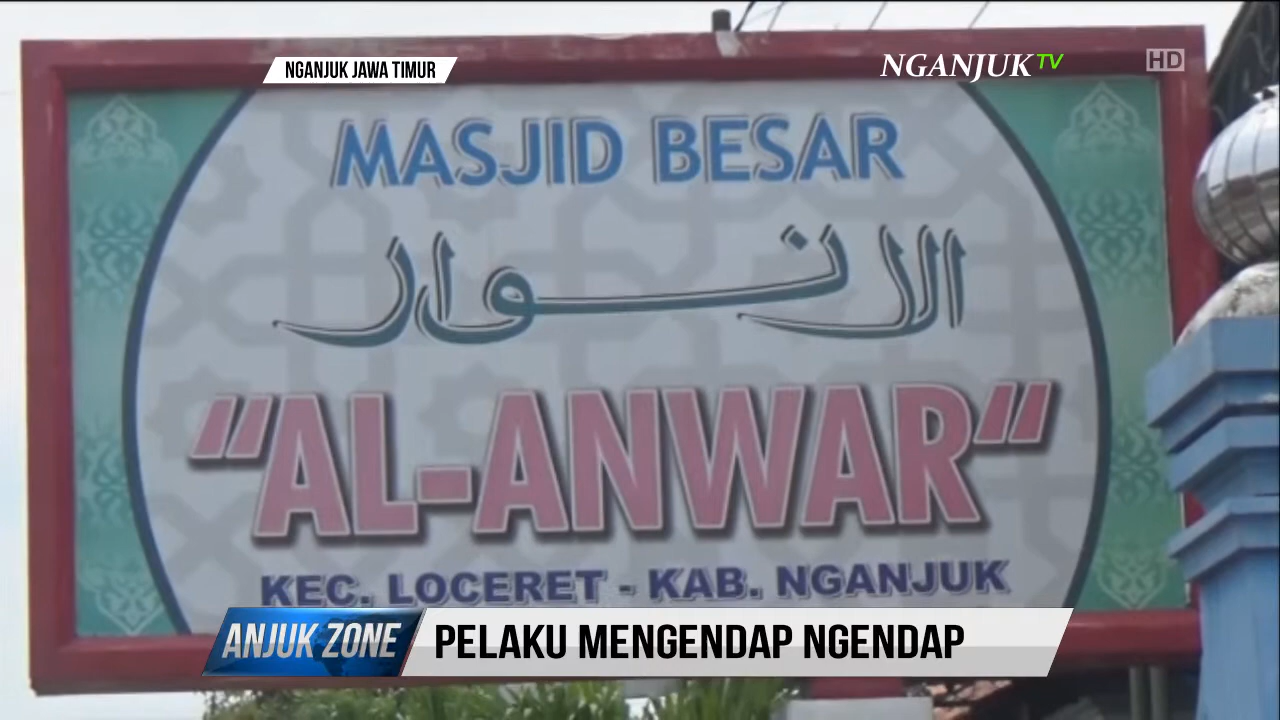 NGANJUK JAWA TIMUR
NGANJUK TV
HD
MASJID BESAR
الانوار
"AL-ANWAR"
KEC. LOCERET - KAB. NGANJUK
ANJUK ZONE
PELAKU MENGENDAP NGENDAP